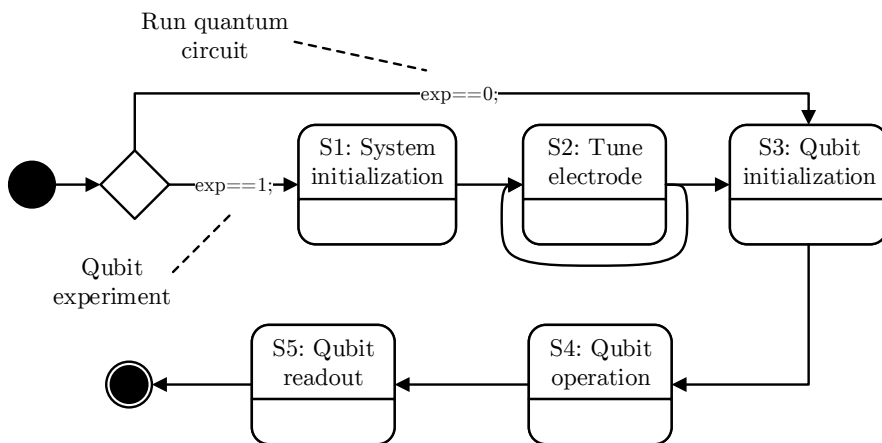 Run quantum
circuit
exp==0;
S1: System
initialization
S2: Tune
electrode
S3: Qubit
initialization
exp==1;
Qubit
experiment
S5: Qubit
readout
S4: Qubit
operation